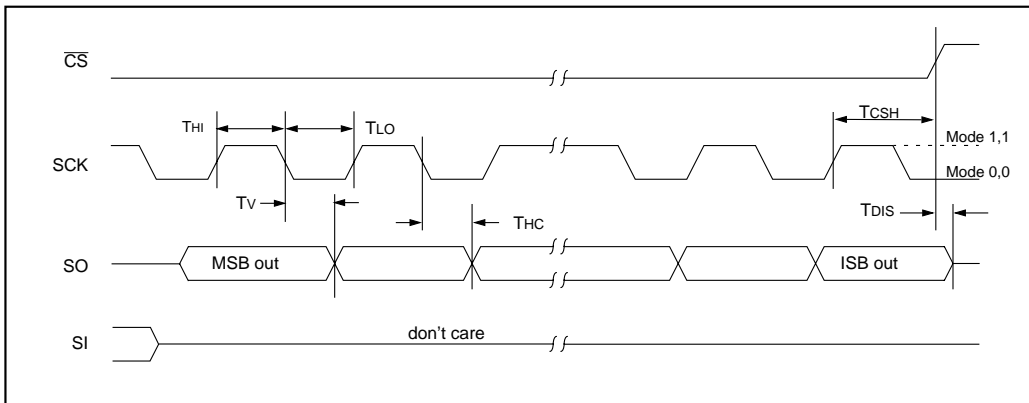 CS
THI
TLO
TCSH
SCK
Mode 1,1
Mode 0,0
TV
THC
TDIS
SO
MSB out
ISB out
SI
don't care